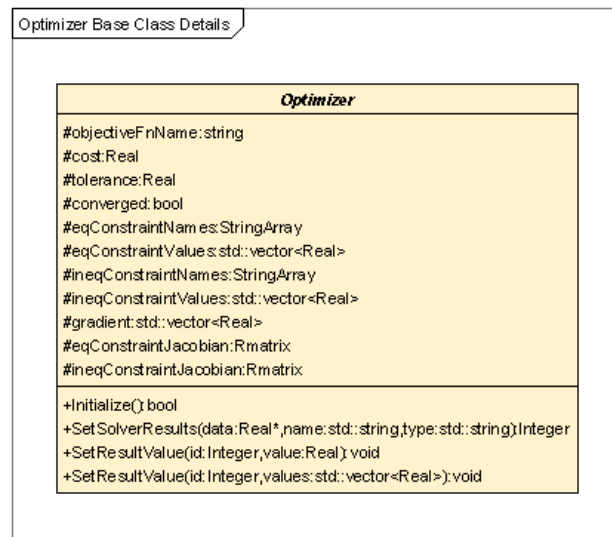 Optimizer Base Class Details
Optimizer
#objectiveFnName:string
#cost:Real
#tolerance:Real
#converged:bool
#eqConstraintNames:StringArray
#eqConstraintValues:std::vector<Real>
#ineqConstraintNames:StringArray
#ineqConstraintValues:std::vector<Real>
#gradient:std::vector<Real>
#eqConstraintJacobian:Rmatrix
#ineqConstraintJacobian:Rmatrix
+Initialize():bool
+SetSolverResults(data:Real*,name:std::string,type:std::string):Integer
+SetResultValue(id:Integer,value:Real):void
+SetResultValue(id:Integer,values:std::vector<Real>):void